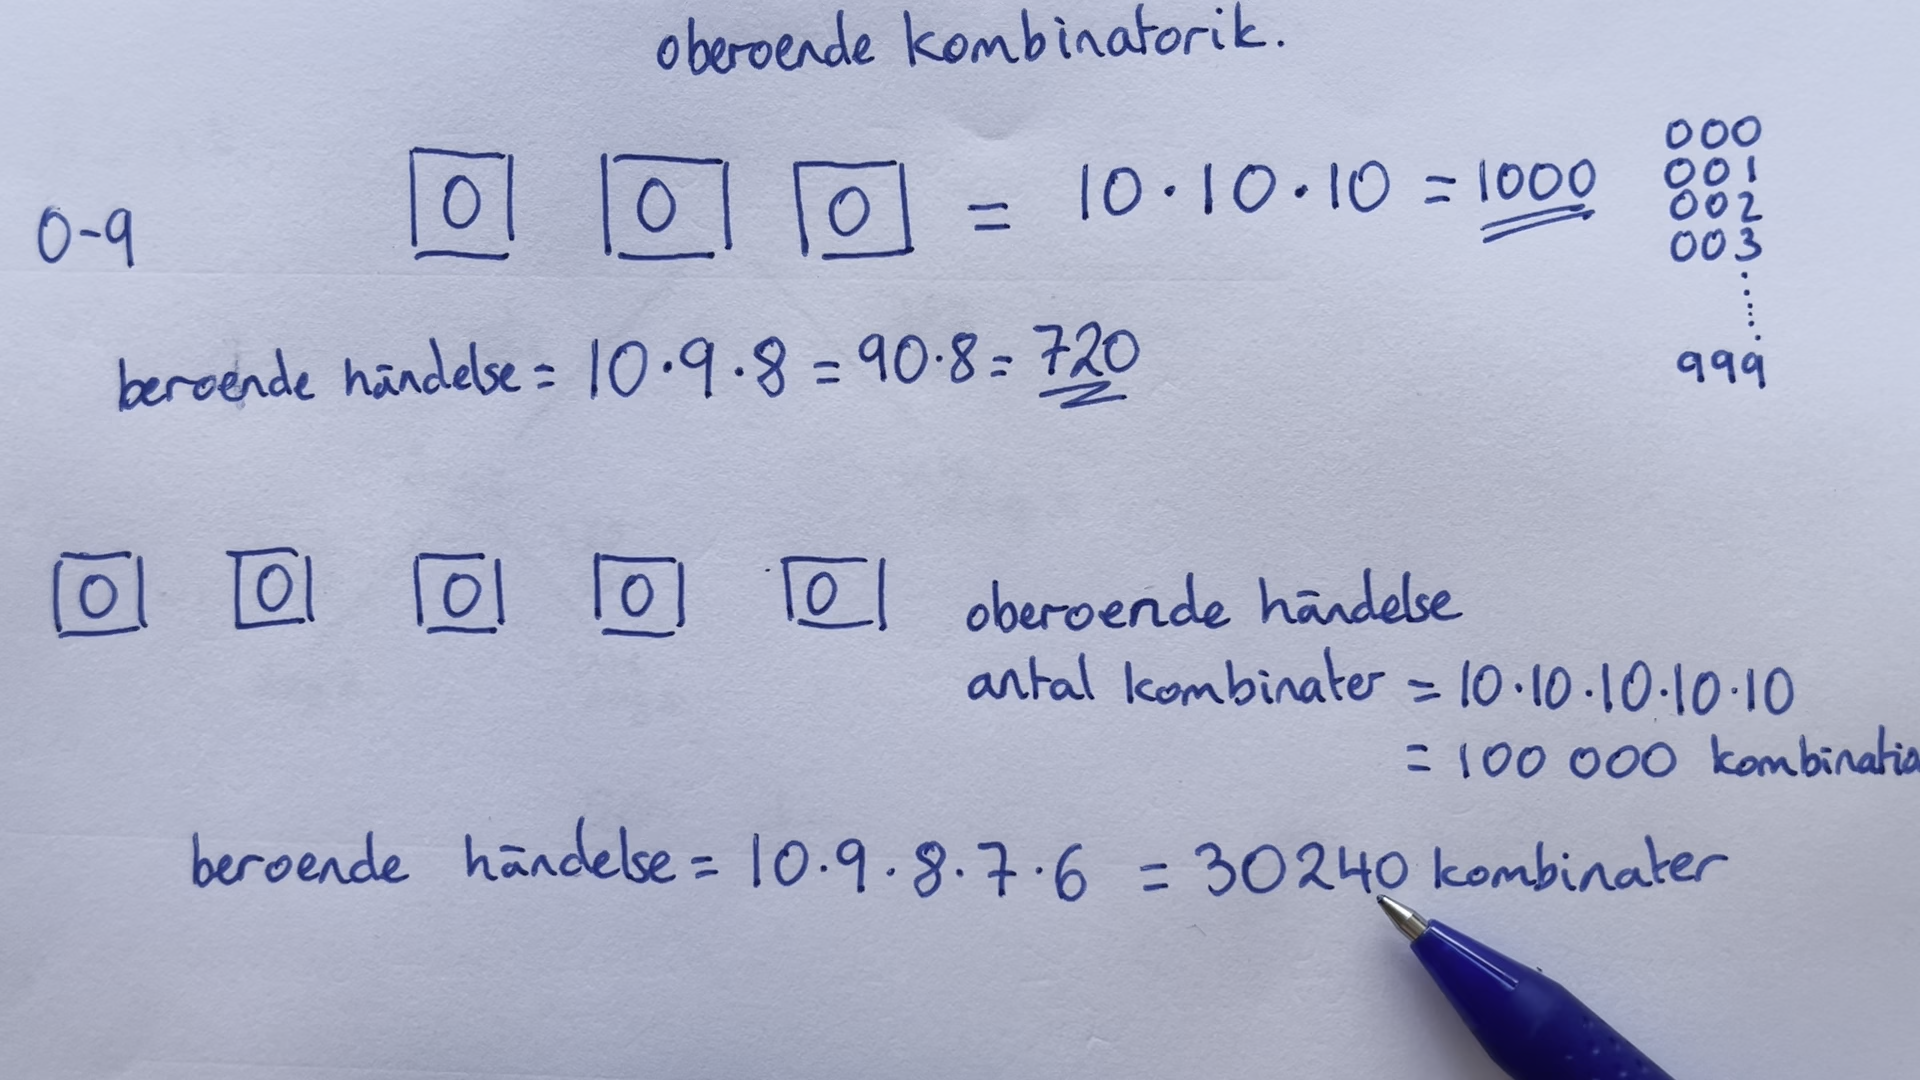 oberoende kombinatorik.
0-9
0 0 0 = 10·10·10 = 1000
000
001
002
003
999
beroende händelse = 10·9·8 = 90·8 = 720
0 0 0 0 0
oberoende händelse
antal kombinater = 10·10·10·10·10
= 100 000 kombinatio
beroende händelse = 10·9·8·7·6 = 30240 kombinater